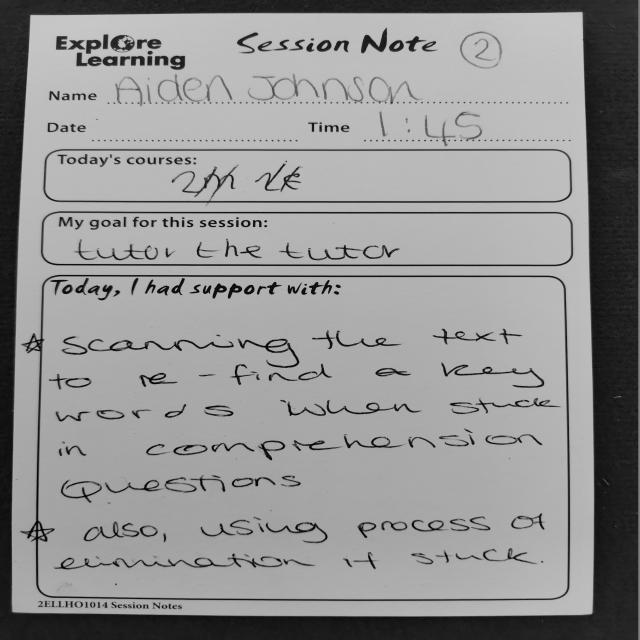 Explore Learning
Session Note 2
Name Aiden Johnson
Date Time 1:45
Today's courses:
My goal for this session:
tutor the tutor
Today, I had support with:
☆ scanning the text
to re-find a key
words when stuck
in comprehension
Questions
☆ also, using process of
elimination if stuck.
2ELLHO1014 Session Notes